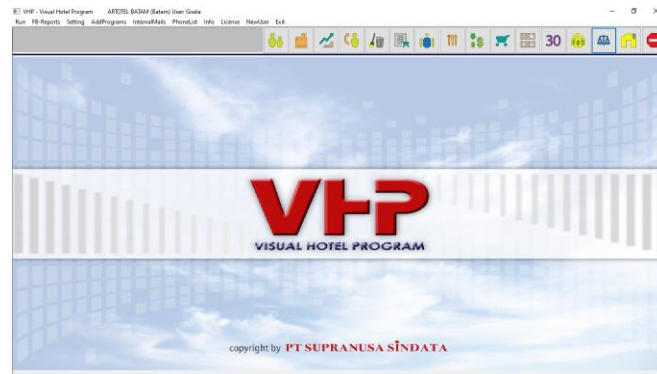 VHP - Visual Hotel Program ARTOTEL BATAM (Batam) User: Gisela
Run FB-Reports Setting AddPrograms InternalMails PhoneList Info License NewUser Exit
30
VHP
VISUAL HOTEL PROGRAM
copyright by PT SUPRANUSA SINDATA